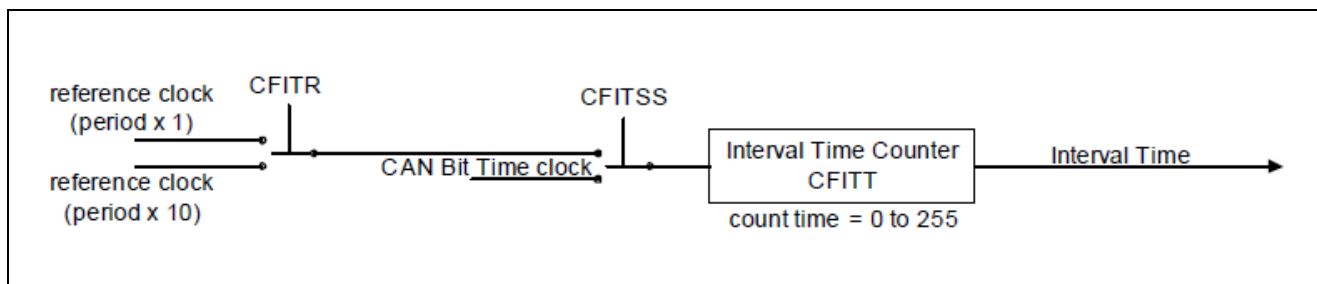 reference clock
(period x 1)
CFITR
CFITSS
CAN Bit Time clock
reference clock
(period x 10)
Interval Time Counter
CFITT
count time = 0 to 255
Interval Time